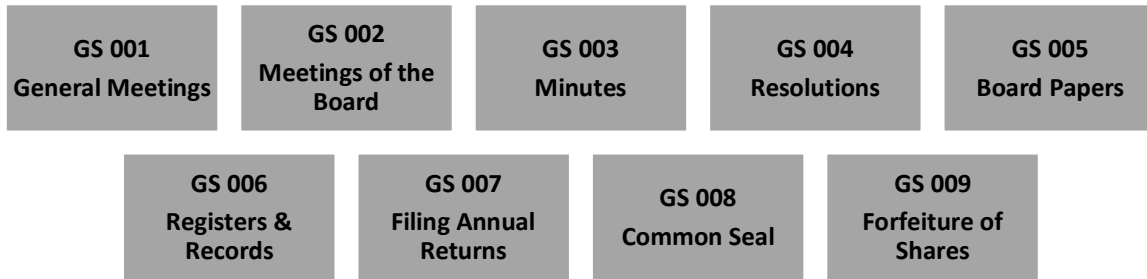 GS 001
General Meetings
GS 002
Meetings of the
Board
GS 003
Minutes
GS 004
Resolutions
GS 005
Board Papers
GS 006
Registers &
Records
GS 007
Filing Annual
Returns
GS 008
Common Seal
GS 009
Forfeiture of
Shares